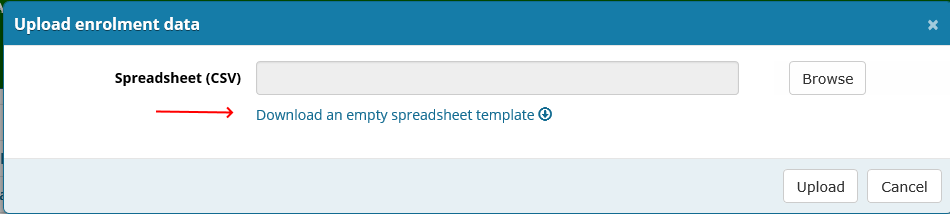 Upload enrolment data
Spreadsheet (CSV)
Browse
Download an empty spreadsheet template
Upload
Cancel